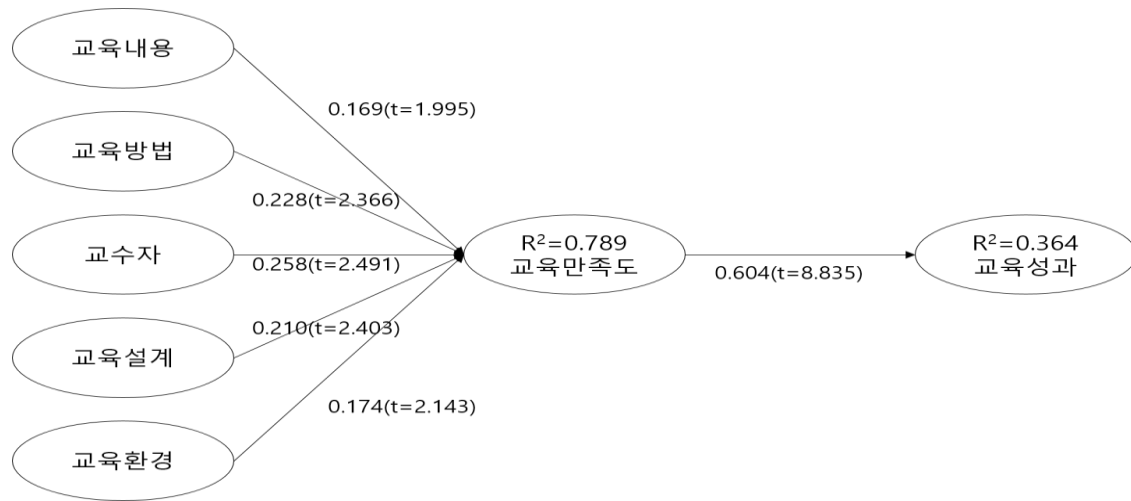 교육내용
0.169(t=1.995)
교육방법
0.228(t=2.366)
교수자
0.258(t=2.491)
R²=0.789
교육만족도
0.604(t=8.835)
R²=0.364
교육성과
0.210(t=2.403)
교육설계
0.174(t=2.143)
교육환경